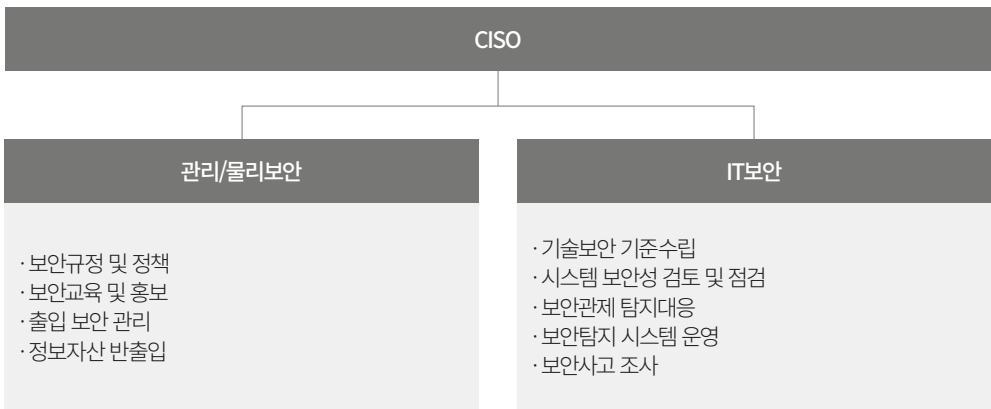 CISO
관리/물리보안
· 보안규정 및 정책
· 보안교육 및 홍보
· 출입 보안 관리
· 정보자산 반출입
IT보안
· 기술보안 기준수립
· 시스템 보안성 검토 및 점검
· 보안관제 탐지대응
· 보안탐지 시스템 운영
· 보안사고 조사